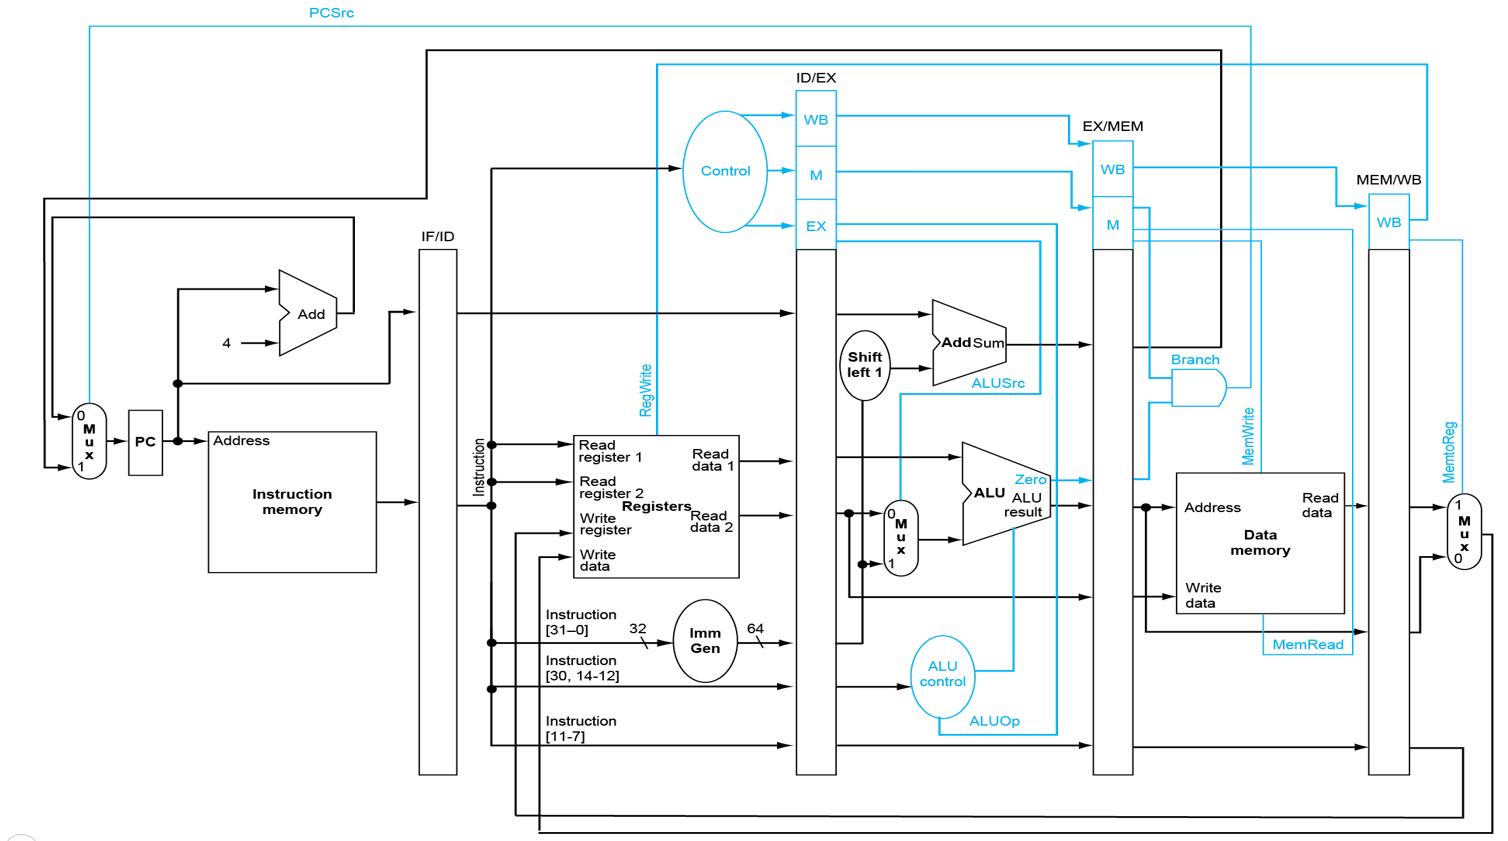 PCSrc
ID/EX
WB
Control
M
EX
EX/MEM
WB
M
MEM/WB
WB
IF/ID
Add
4
Shift
left 1
Add Sum
ALUSrc
Branch
RegWrite
MemWrite
MemtoReg
0
M
u
x
1
PC
Address
Instruction
memory
Instruction
Read
register 1
Read
register 2
Write
register
Write
data
Registers
Read
data 1
Read
data 2
0
M
u
x
1
ALU
Zero
ALU
result
Address
Read
data
Data
memory
Write
data
1
M
u
x
0
Instruction
[31–0]
32
Imm
Gen
64
MemRead
Instruction
[30, 14-12]
ALU
control
Instruction
[11-7]
ALUOp